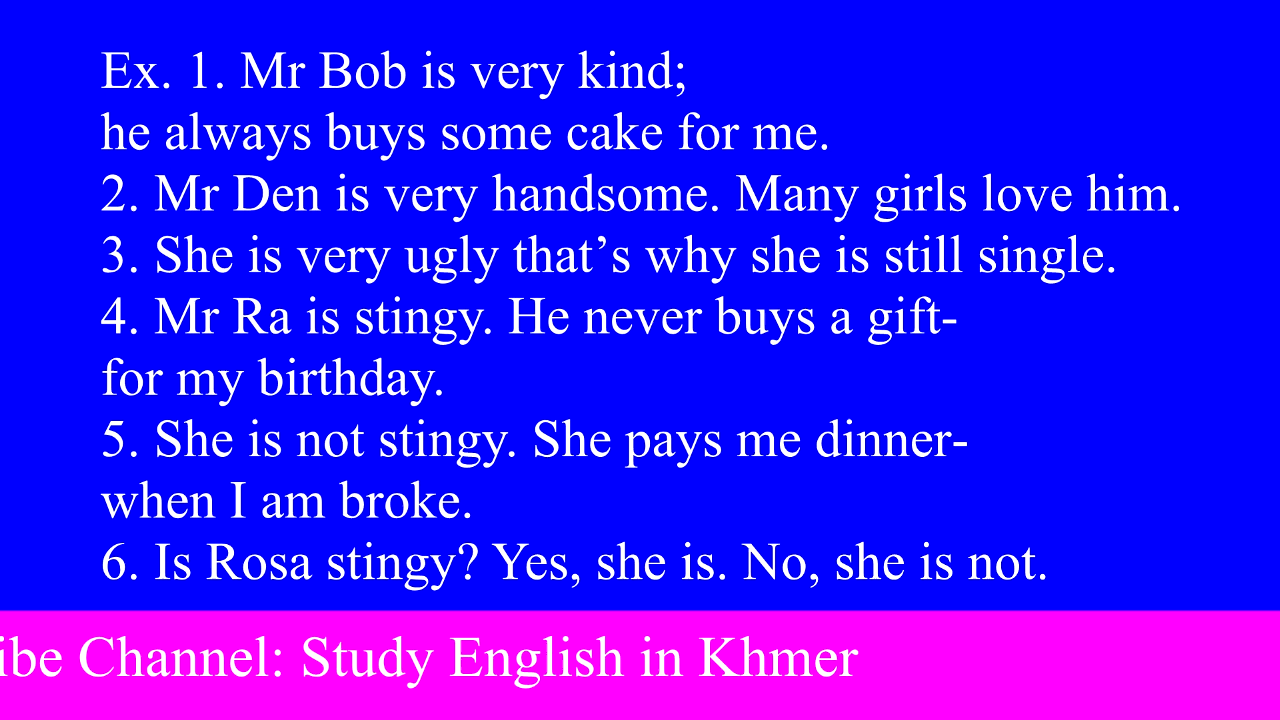 Ex. 1. Mr Bob is very kind;
he always buys some cake for me.
2. Mr Den is very handsome. Many girls love him.
3. She is very ugly that’s why she is still single.
4. Mr Ra is stingy. He never buys a gift-
for my birthday.
5. She is not stingy. She pays me dinner-
when I am broke.
6. Is Rosa stingy? Yes, she is. No, she is not.
ibe Channel: Study English in Khmer